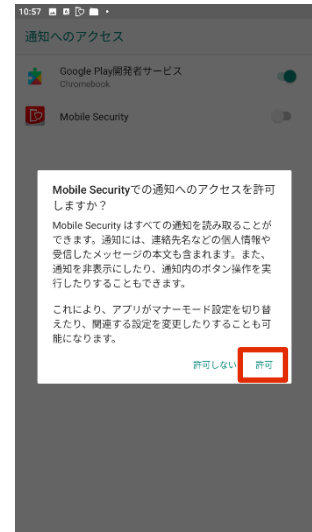 10:57
通知へのアクセス
Google Play開発者サービス
Chromebook
Mobile Security
Mobile Securityでの通知へのアクセスを許可
しますか？
Mobile Security はすべての通知を読み取ることが
できます。通知には、連絡先名などの個人情報や
受信したメッセージの本文も含まれます。また、
通知を非表示にしたり、通知内のボタン操作を実
行したりすることもできます。
これにより、アプリがマナーモード設定を切り替
えたり、関連する設定を変更したりすることも可
能になります。
許可しない 許可